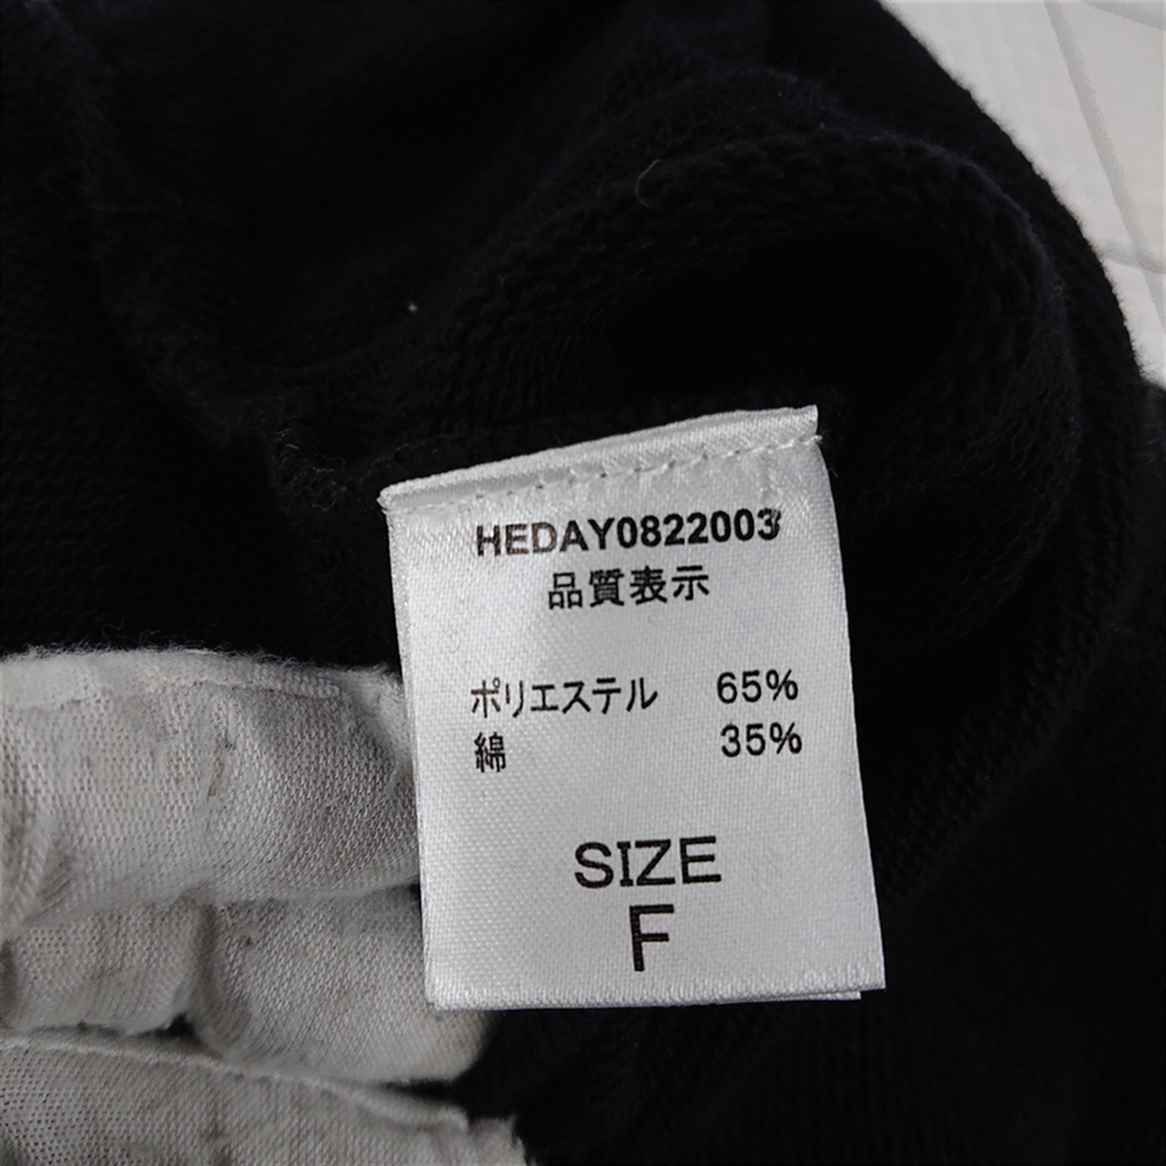 HEDAY0822003
品質表示
ポリエステル 65%
綿 35%
SIZE
F